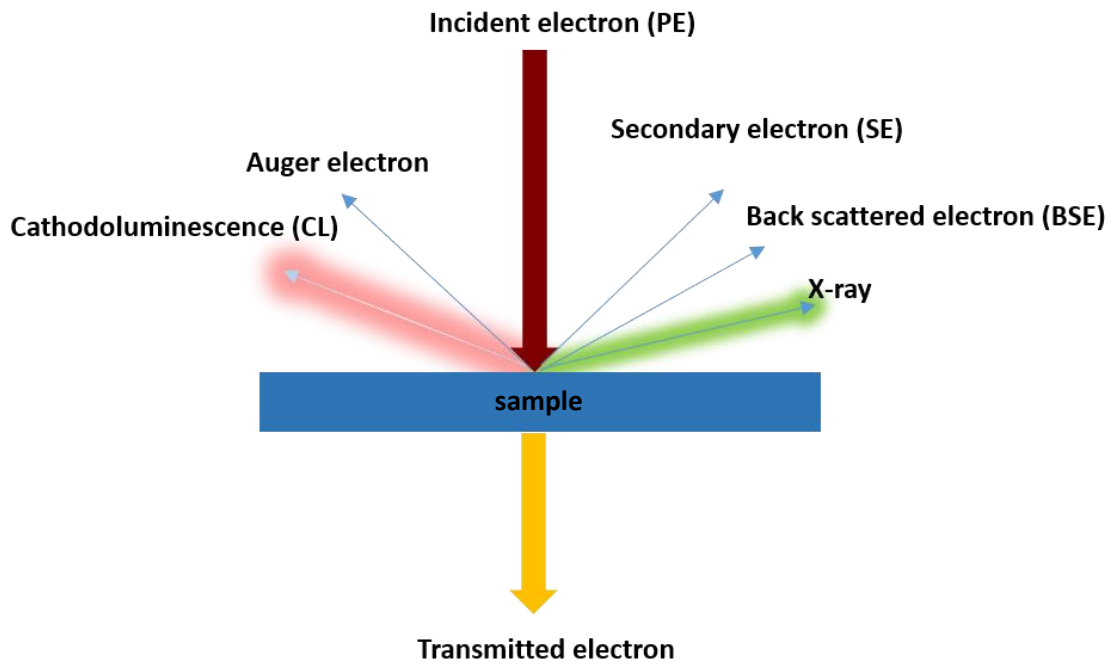 Incident electron (PE)
Secondary electron (SE)
Auger electron
Back scattered electron (BSE)
Cathodoluminescence (CL)
X-ray
sample
Transmitted electron